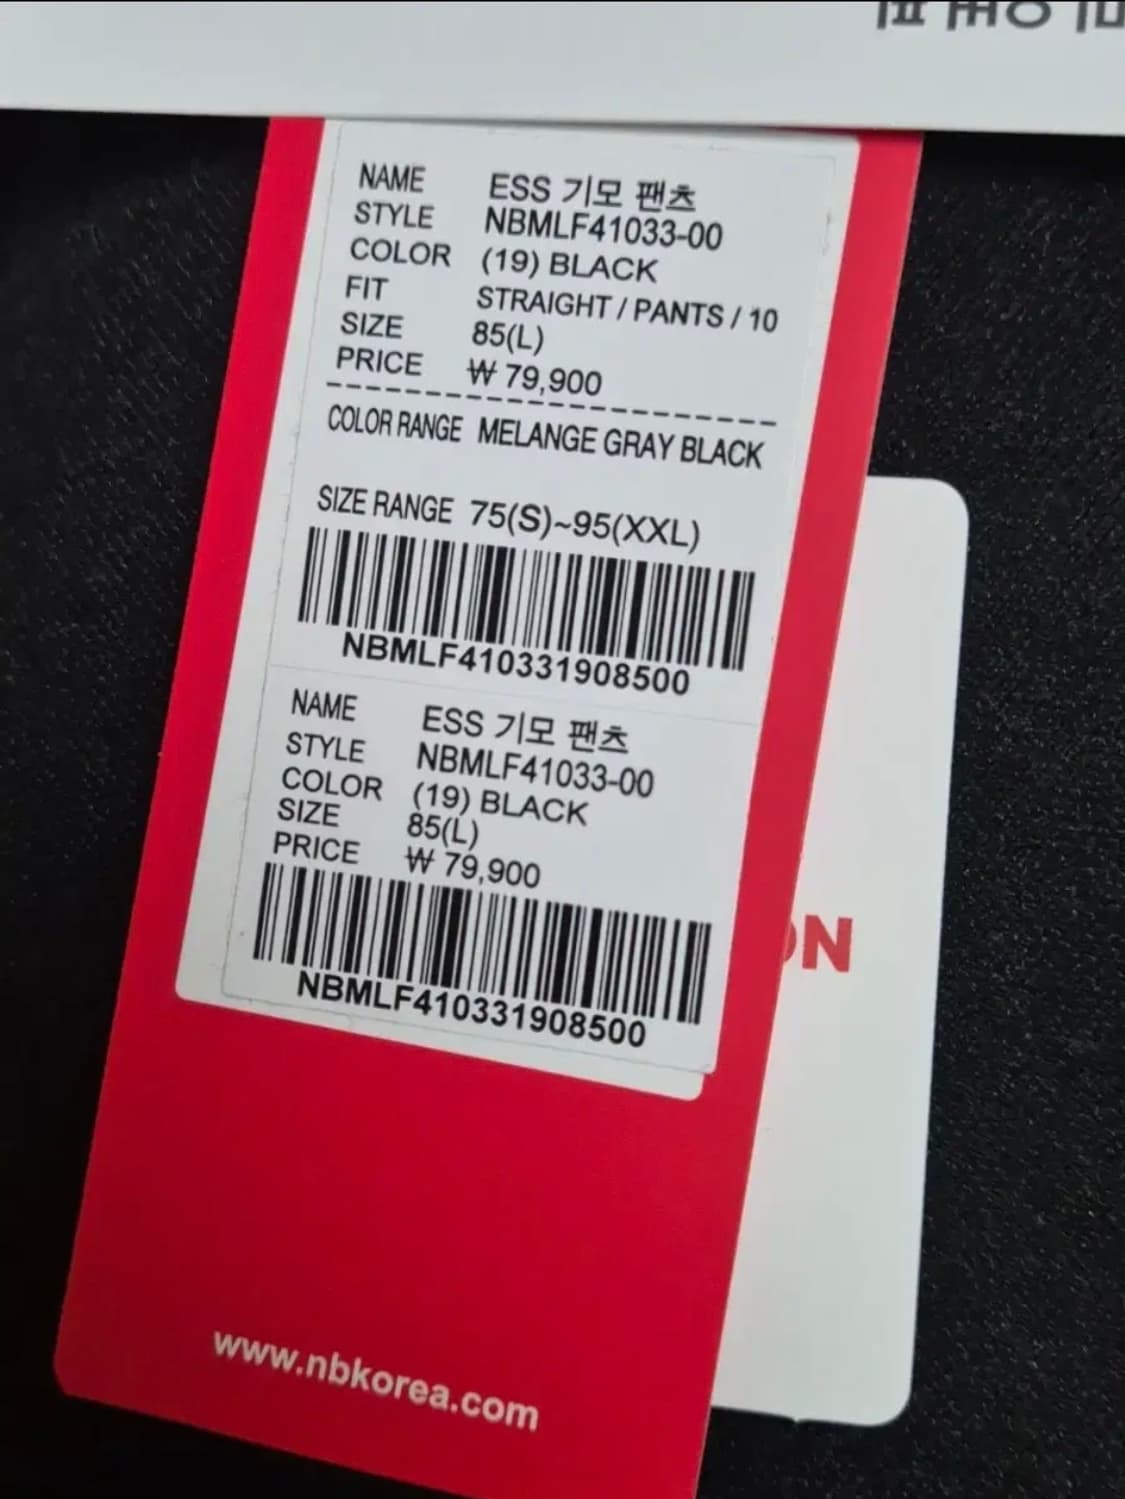 NAME ESS 기모 팬츠
STYLE NBMLF41033-00
COLOR (19) BLACK
FIT STRAIGHT / PANTS / 10
SIZE 85(L)
PRICE ₩ 79,900
COLOR RANGE MELANGE GRAY BLACK
SIZE RANGE 75(S)~95(XXL)
NBMLF410331908500
NAME ESS 기모 팬츠
STYLE NBMLF41033-00
COLOR (19) BLACK
SIZE 85(L)
PRICE ₩ 79,900
NBMLF410331908500
www.nbkorea.com